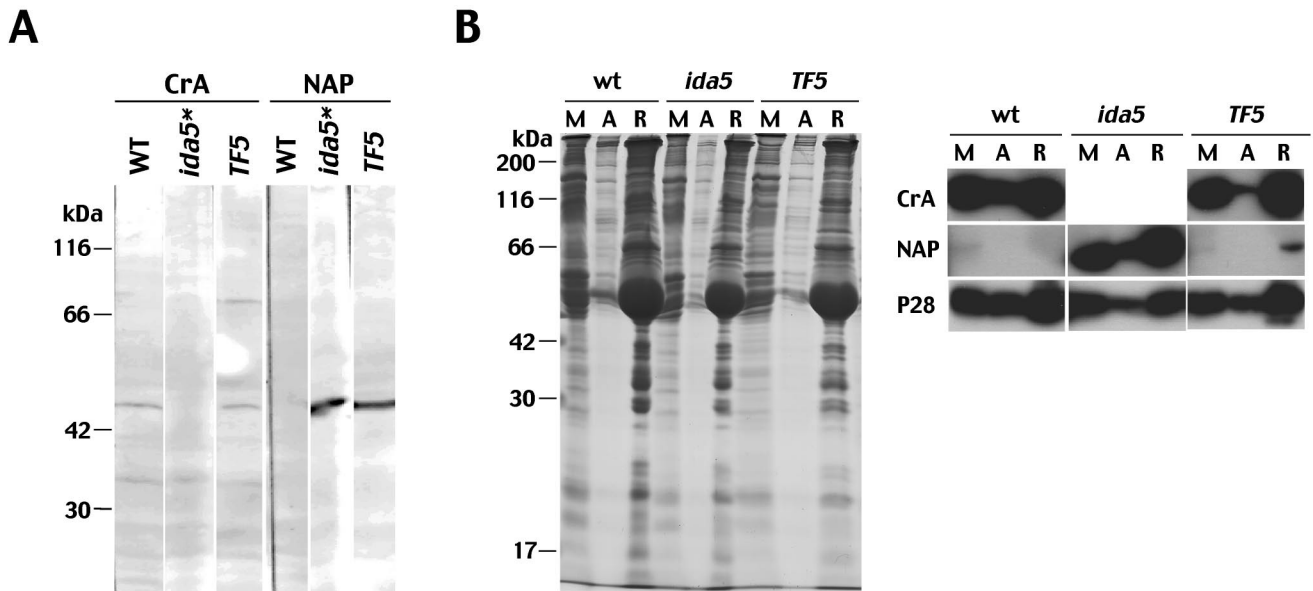 A
CrA NAP
WT ida5* TF5 WT ida5* TF5
kDa
116
66
42
30
B
wt ida5 TF5
M A R M A R M A R
kDa
200
116
66
42
30
17
wt ida5 TF5
M A R M A R M A R
CrA
NAP
P28